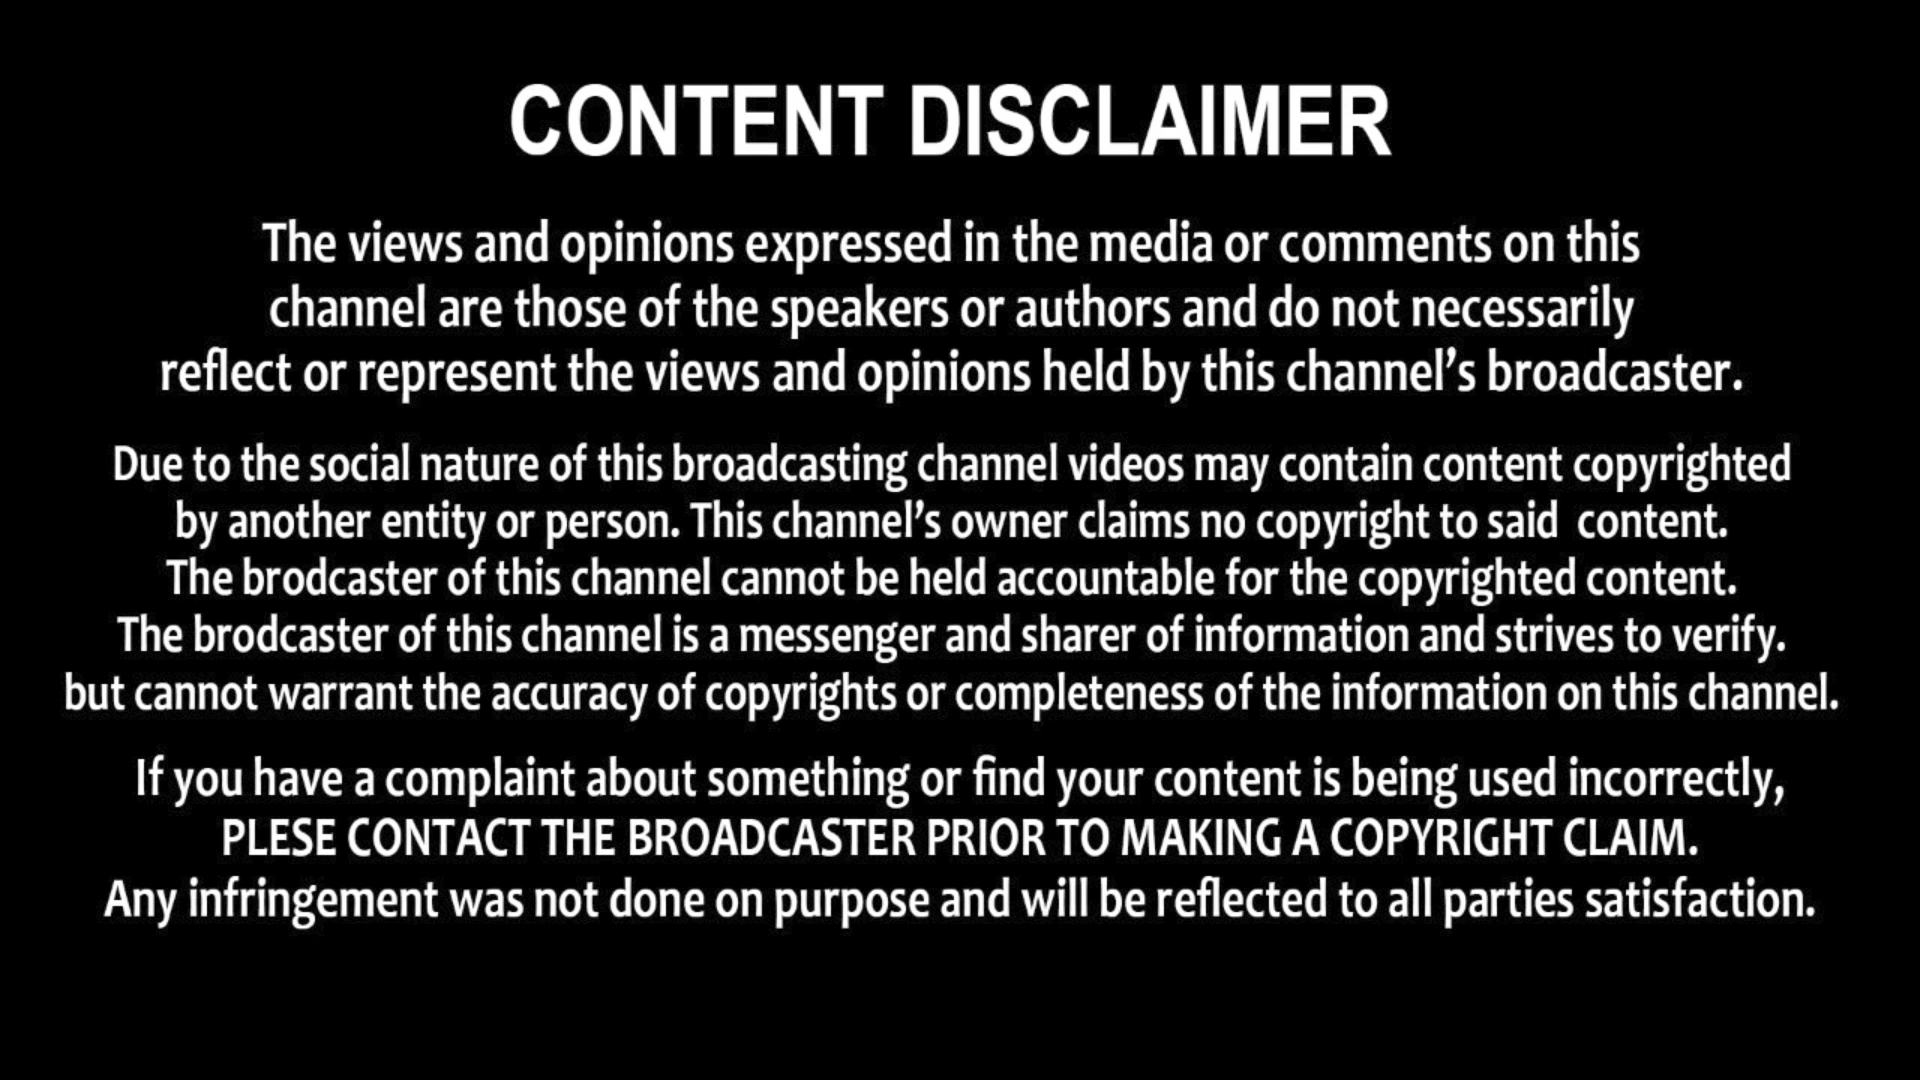 CONTENT DISCLAIMER
The views and opinions expressed in the media or comments on this
channel are those of the speakers or authors and do not necessarily
reflect or represent the views and opinions held by this channel’s broadcaster.
Due to the social nature of this broadcasting channel videos may contain content copyrighted
by another entity or person. This channel’s owner claims no copyright to said content.
The brodcaster of this channel cannot be held accountable for the copyrighted content.
The brodcaster of this channel is a messenger and sharer of information and strives to verify.
but cannot warrant the accuracy of copyrights or completeness of the information on this channel.
If you have a complaint about something or find your content is being used incorrectly,
PLESE CONTACT THE BROADCASTER PRIOR TO MAKING A COPYRIGHT CLAIM.
Any infringement was not done on purpose and will be reflected to all parties satisfaction.